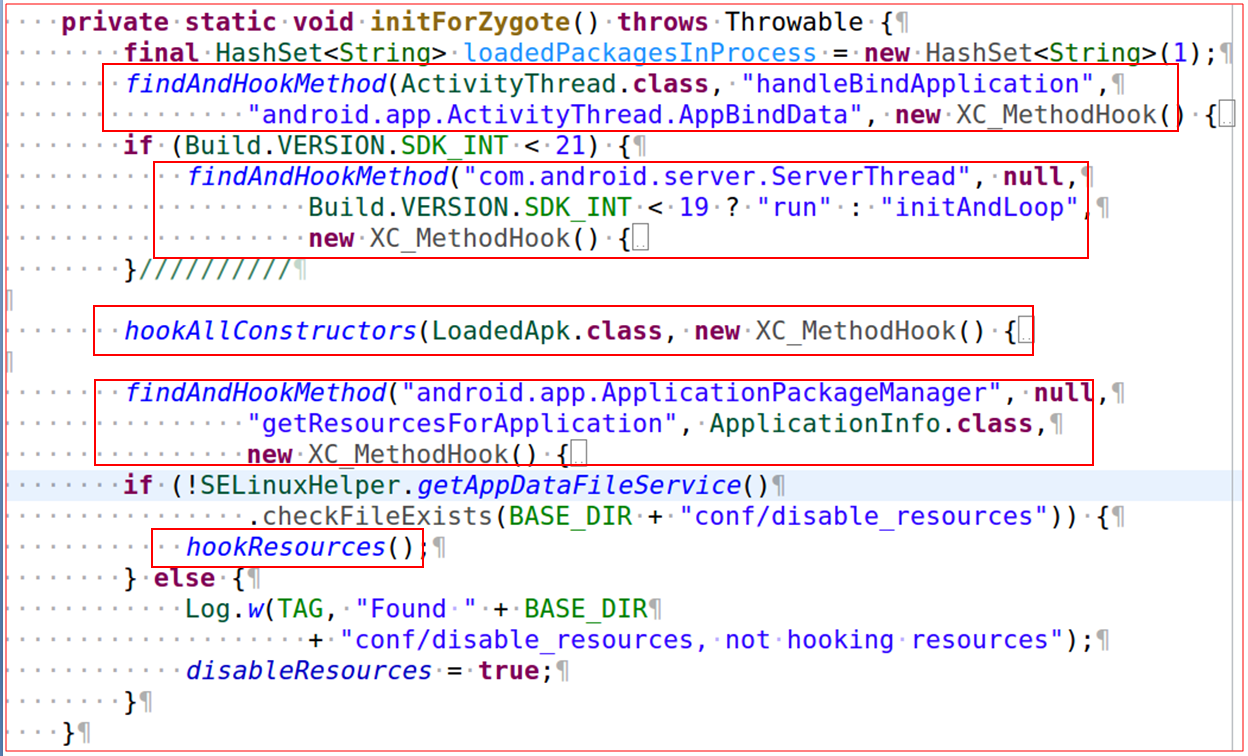 private static void initForZygote() throws Throwable {¶
final HashSet<String> loadedPackagesInProcess = new HashSet<String>(1);¶
findAndHookMethod(ActivityThread.class, "handleBindApplication",¶
"android.app.ActivityThread.AppBindData", new XC_MethodHook() {..
if (Build.VERSION.SDK_INT < 21) {¶
findAndHookMethod("com.android.server.ServerThread", null,¶
Build.VERSION.SDK_INT < 19 ? "run" : "initAndLoop",¶
new XC_MethodHook() {..
}//////////¶
¶
hookAllConstructors(LoadedApk.class, new XC_MethodHook() {..
¶
findAndHookMethod("android.app.ApplicationPackageManager", null,¶
"getResourcesForApplication", ApplicationInfo.class,¶
new XC_MethodHook() {..
if (!SELinuxHelper.getAppDataFileService()¶
.checkFileExists(BASE_DIR + "conf/disable_resources")) {¶
hookResources();¶
} else {¶
Log.w(TAG, "Found " + BASE_DIR¶
+ "conf/disable_resources, not hooking resources");¶
disableResources = true;¶
}¶
}¶